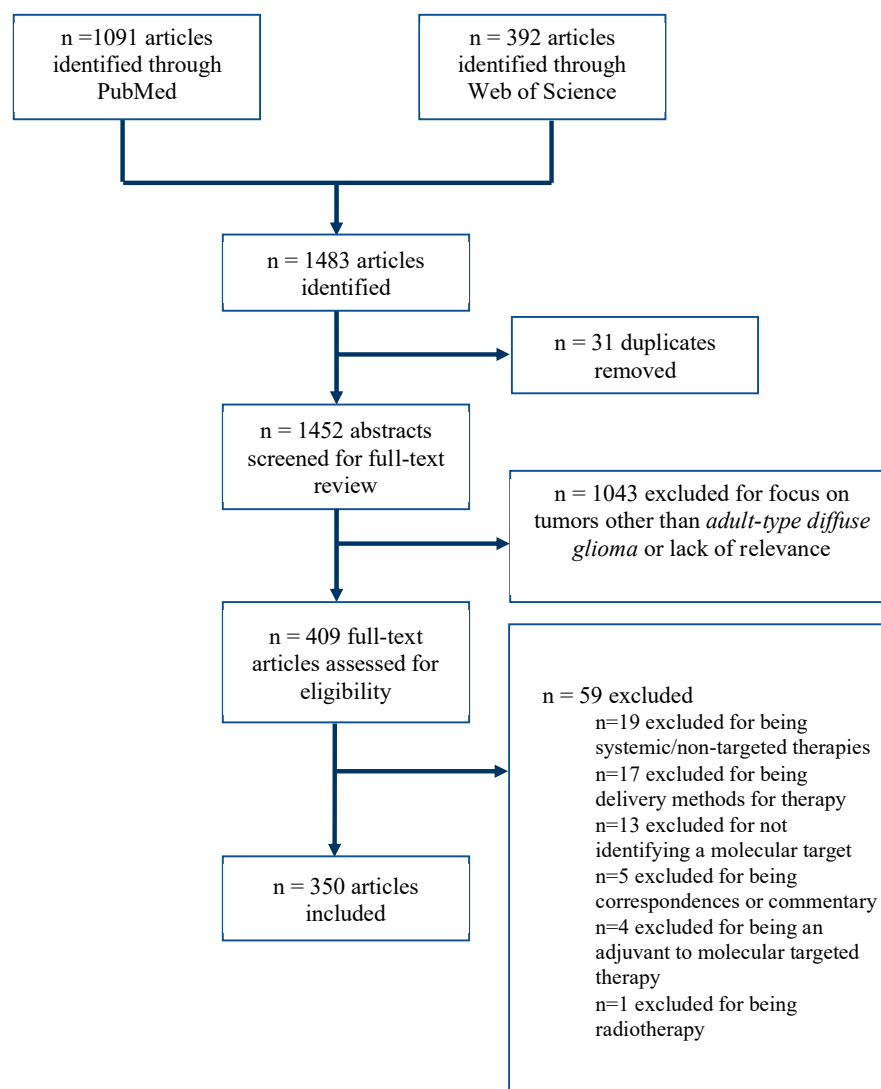 n =1091 articles
identified through
PubMed
n = 392 articles
identified through
Web of Science
n = 1483 articles
identified
n = 31 duplicates
removed
n = 1452 abstracts
screened for full-text
review
n = 1043 excluded for focus on
tumors other than adult-type diffuse
glioma or lack of relevance
n = 409 full-text
articles assessed for
eligibility
n = 59 excluded
n=19 excluded for being
systemic/non-targeted therapies
n=17 excluded for being
delivery methods for therapy
n=13 excluded for not
identifying a molecular target
n=5 excluded for being
correspondences or commentary
n=4 excluded for being an
adjuvant to molecular targeted
therapy
n=1 excluded for being
radiotherapy
n = 350 articles
included